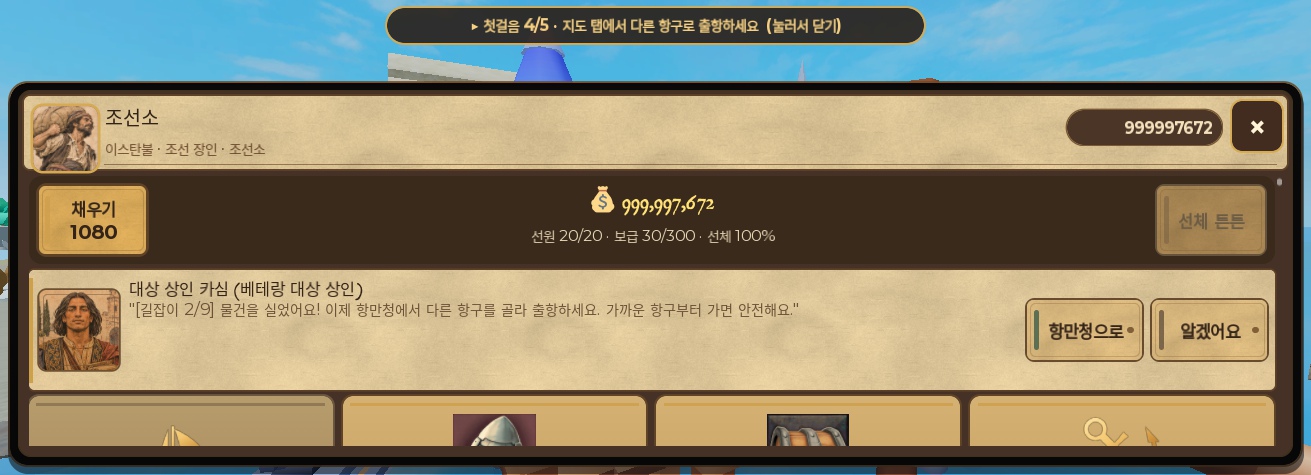 ▸ 첫걸음 4/5 · 지도 탭에서 다른 항구로 출항하세요 (눌러서 닫기)
조선소
이스탄불 · 조선 장인 · 조선소
999997672
×
채우기
1080
999,997,672
선원 20/20 · 보급 30/300 · 선체 100%
선체 튼튼
대상 상인 카심 (베테랑 대상 상인)
"[길잡이 2/9] 물건을 실었어요! 이제 항만청에서 다른 항구를 골라 출항하세요. 가까운 항구부터 가면 안전해요."
항만청으로
알겠어요